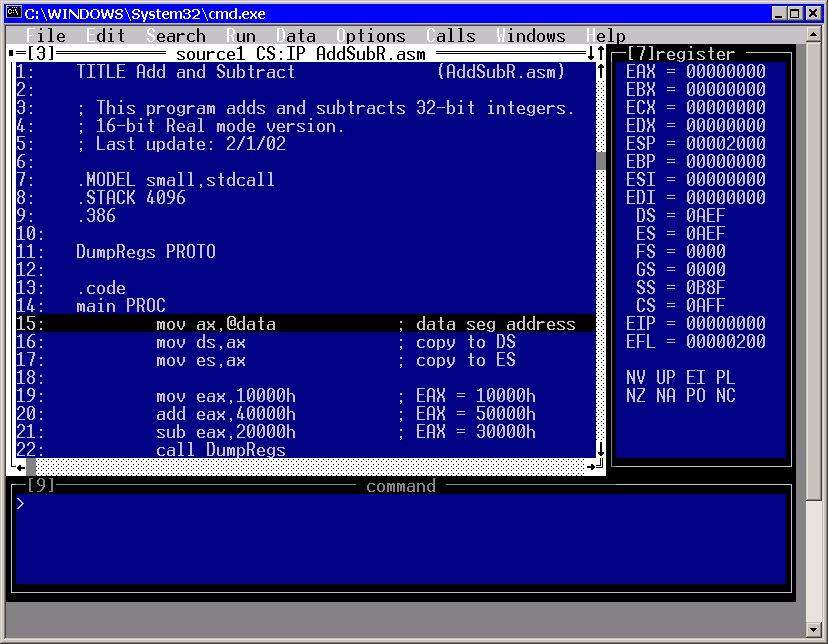 C:\WINDOWS\System32\cmd.exe
File Edit Search Run Data Options Calls Windows Help
[3] source1 CS:IP AddSubR.asm
1: TITLE Add and Subtract (AddSubR.asm)
2:
3: ; This program adds and subtracts 32-bit integers.
4: ; 16-bit Real mode version.
5: ; Last update: 2/1/02
6:
7: .MODEL small,stdcall
8: .STACK 4096
9: .386
10:
11: DumpRegs PROTO
12:
13: .code
14: main PROC
15: mov ax,@data ; data seg address
16: mov ds,ax ; copy to DS
17: mov es,ax ; copy to ES
18:
19: mov eax,10000h ; EAX = 10000h
20: add eax,40000h ; EAX = 50000h
21: sub eax,20000h ; EAX = 30000h
22: call DumpRegs
[7]register
EAX = 00000000
EBX = 00000000
ECX = 00000000
EDX = 00000000
ESP = 00002000
EBP = 00000000
ESI = 00000000
EDI = 00000000
DS = 0AEF
ES = 0AEF
FS = 0000
GS = 0000
SS = 0B8F
CS = 0AFF
EIP = 00000000
EFL = 00000200
NV UP EI PL
NZ NA PO NC
[9] command
>